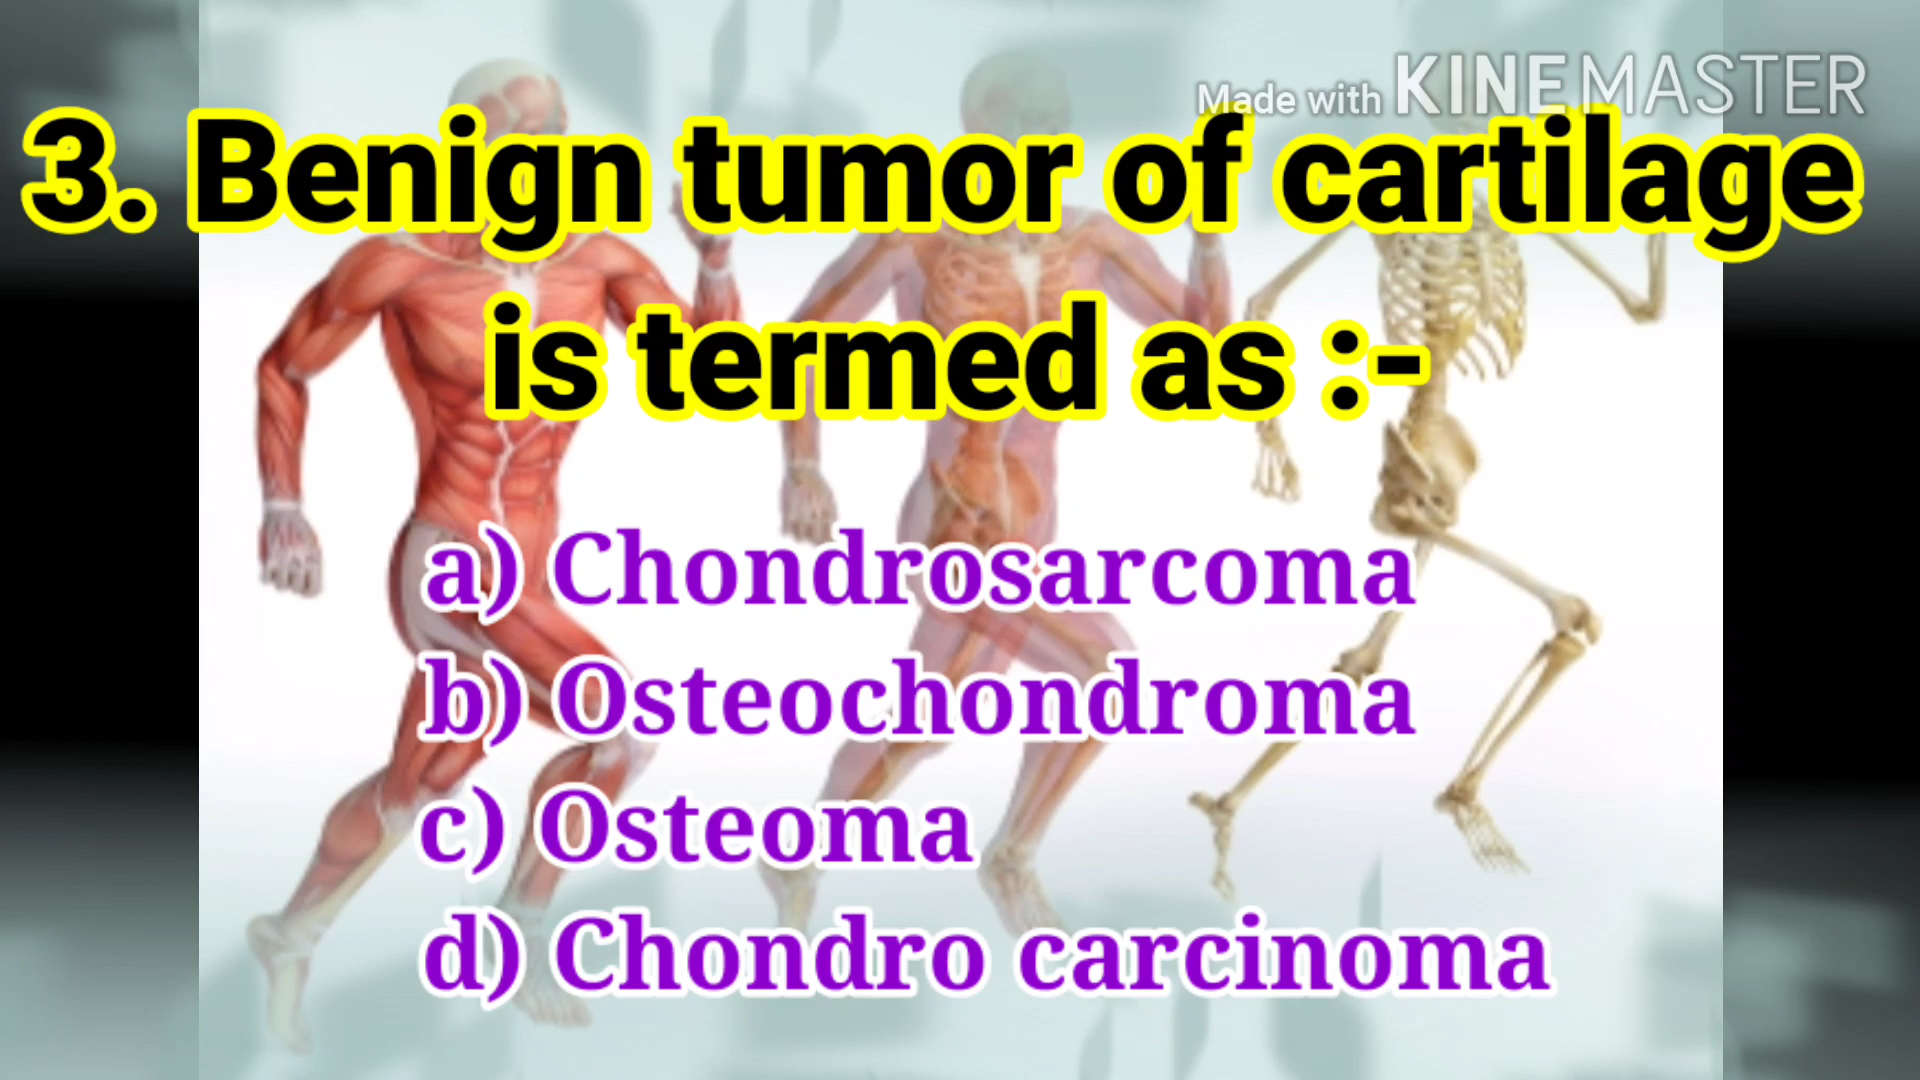 Made with KINEMASTER
3. Benign tumor of cartilage
is termed as :-
a) Chondrosarcoma
b) Osteochondroma
c) Osteoma
d) Chondro carcinoma